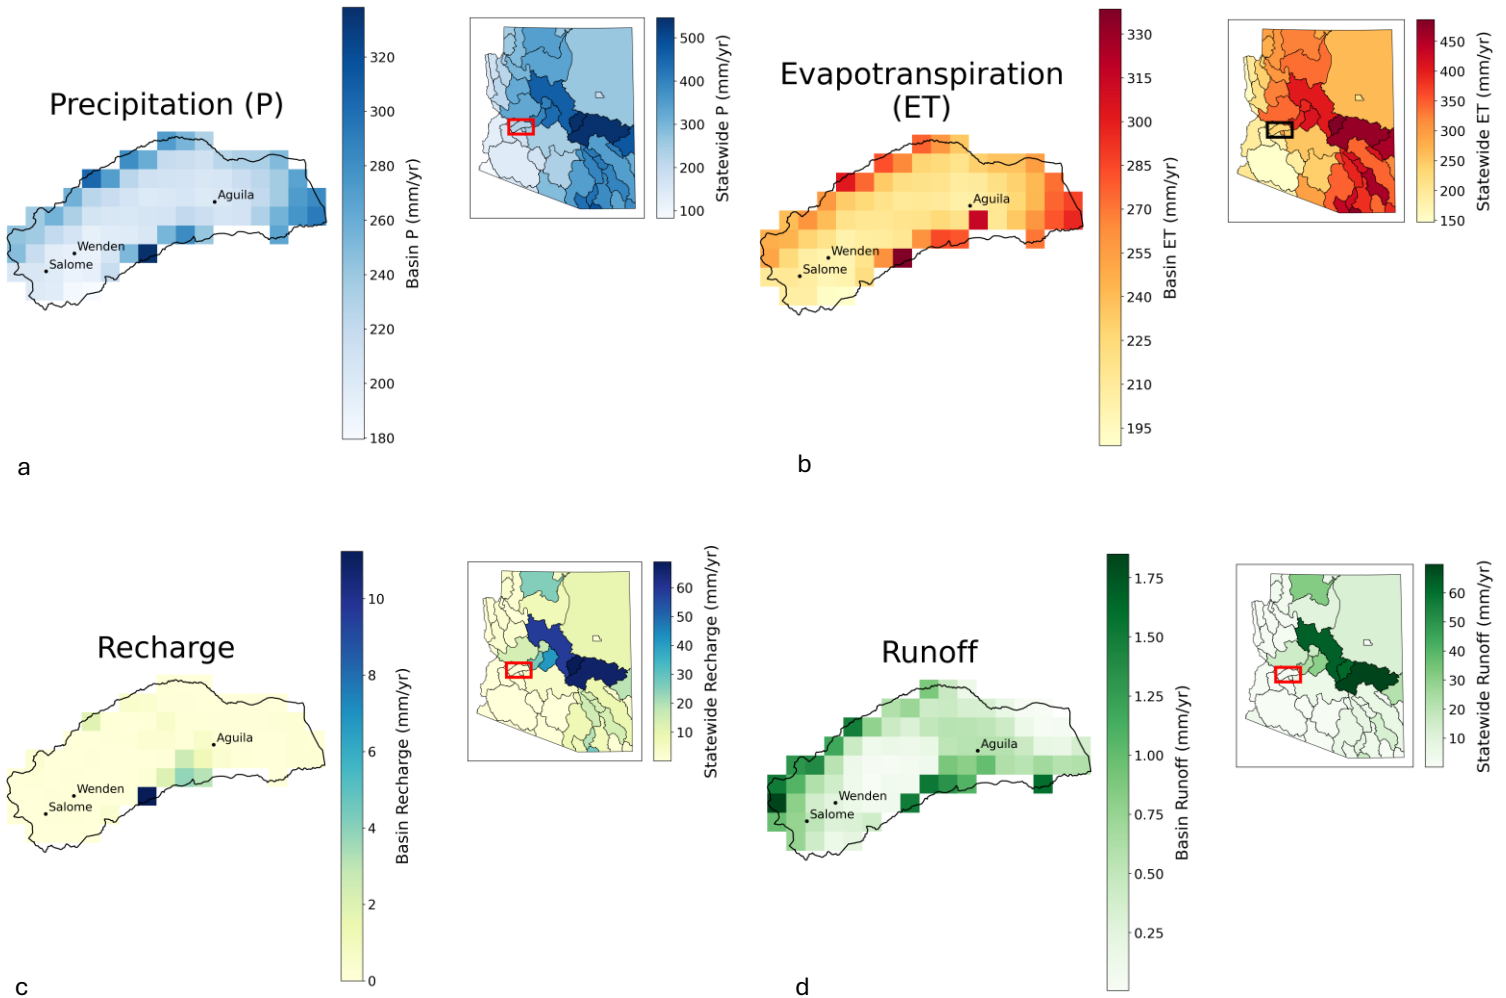 Precipitation (P)
Aguila
Wenden
Salome
320
300
280
260
240
220
200
180
Basin P (mm/yr)
500
400
300
200
100
Statewide P (mm/yr)
a
Evapotranspiration
(ET)
Aguila
Wenden
Salome
330
315
300
285
270
255
240
225
210
195
Basin ET (mm/yr)
450
400
350
300
250
200
150
Statewide ET (mm/yr)
b
Recharge
Aguila
Wenden
Salome
10
8
6
4
2
0
Basin Recharge (mm/yr)
60
50
40
30
20
10
Statewide Recharge (mm/yr)
c
Runoff
Aguila
Wenden
Salome
1.75
1.50
1.25
1.00
0.75
0.50
0.25
Basin Runoff (mm/yr)
60
50
40
30
20
10
Statewide Runoff (mm/yr)
d